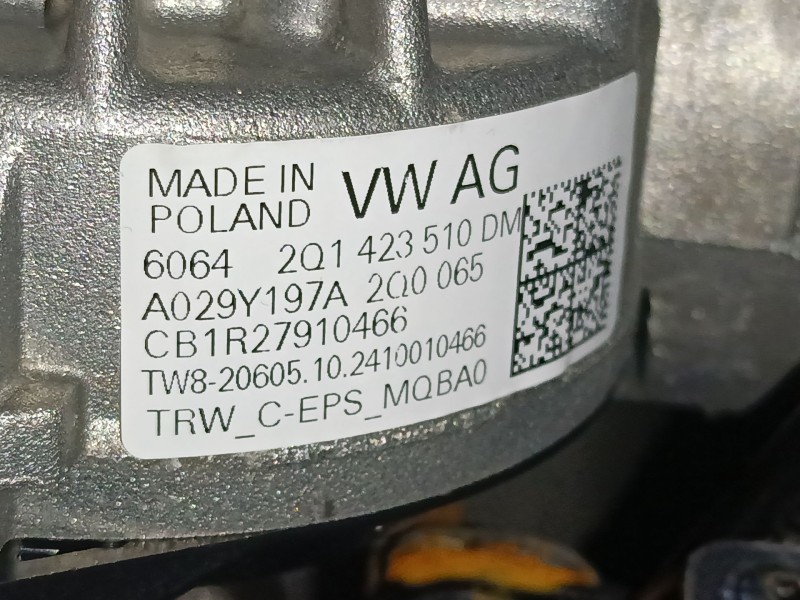 MADE IN
POLAND
VW AG
6064 2Q1 423 510 DM
A029Y197A 2Q0 065
CB1R27910466
TW8-20605.10.2410010466
TRW_C-EPS_MQBA0